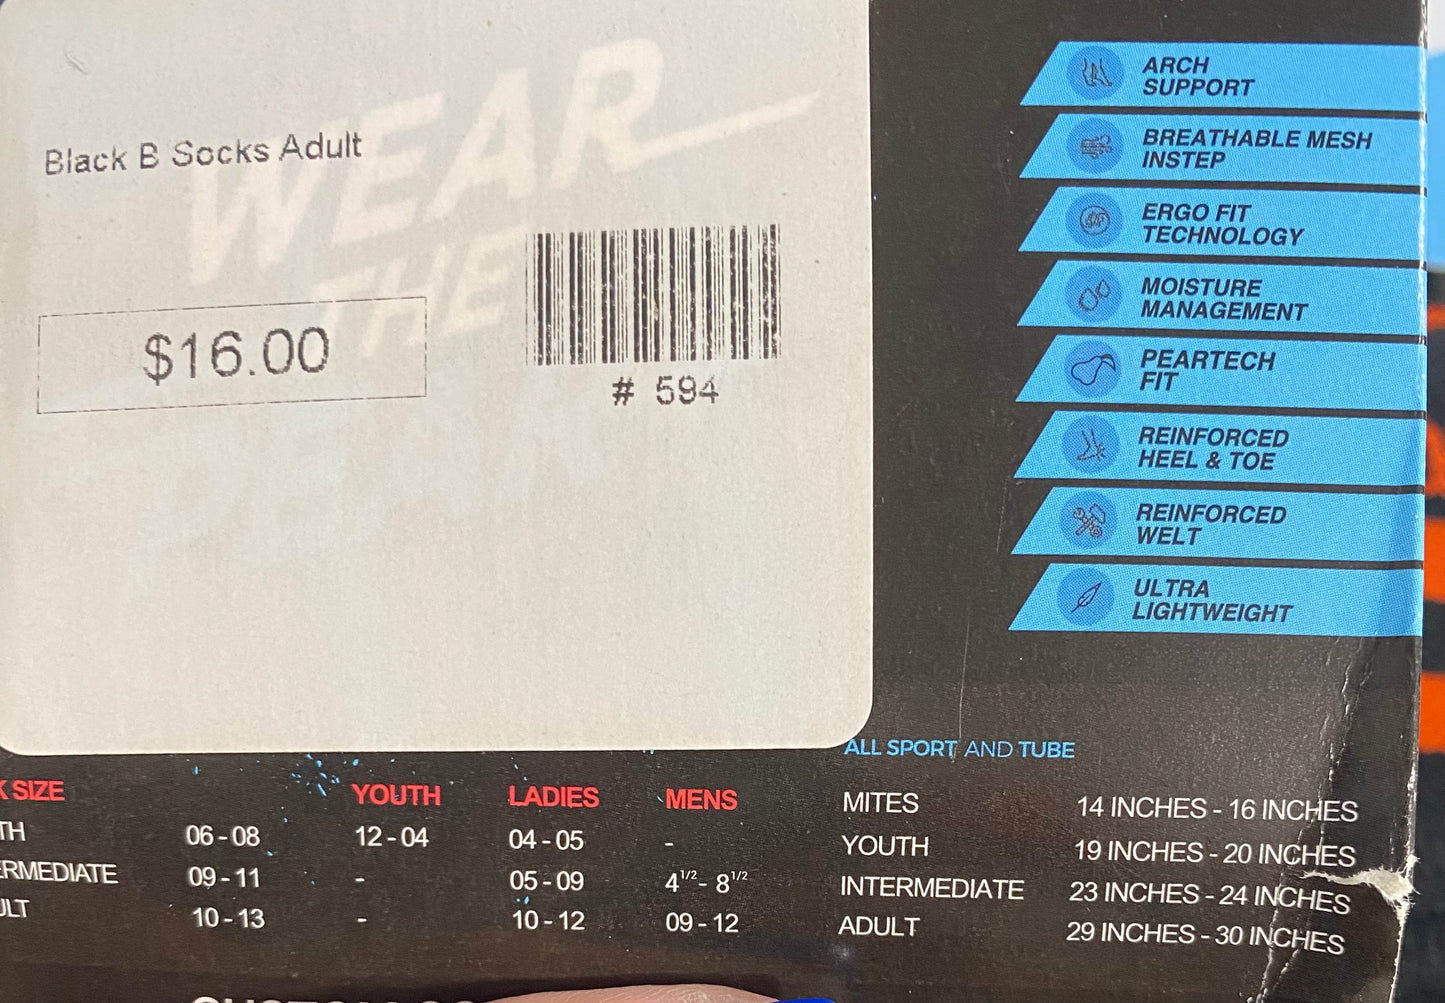 WEAR
THE
Black B Socks Adult
$16.00
# 594
ARCH
SUPPORT
BREATHABLE MESH
INSTEP
ERGO FIT
TECHNOLOGY
MOISTURE
MANAGEMENT
PEARTECH
FIT
REINFORCED
HEEL & TOE
REINFORCED
WELT
ULTRA
LIGHTWEIGHT
SIZE YOUTH LADIES MENS
06 - 08 12 - 04 04 - 05 -
09 - 11 - 05 - 09 4 1/2 - 8 1/2
10 - 13 - 10 - 12 09 - 12
ALL SPORT AND TUBE
MITES 14 INCHES - 16 INCHES
YOUTH 19 INCHES - 20 INCHES
INTERMEDIATE 23 INCHES - 24 INCHES
ADULT 29 INCHES - 30 INCHES